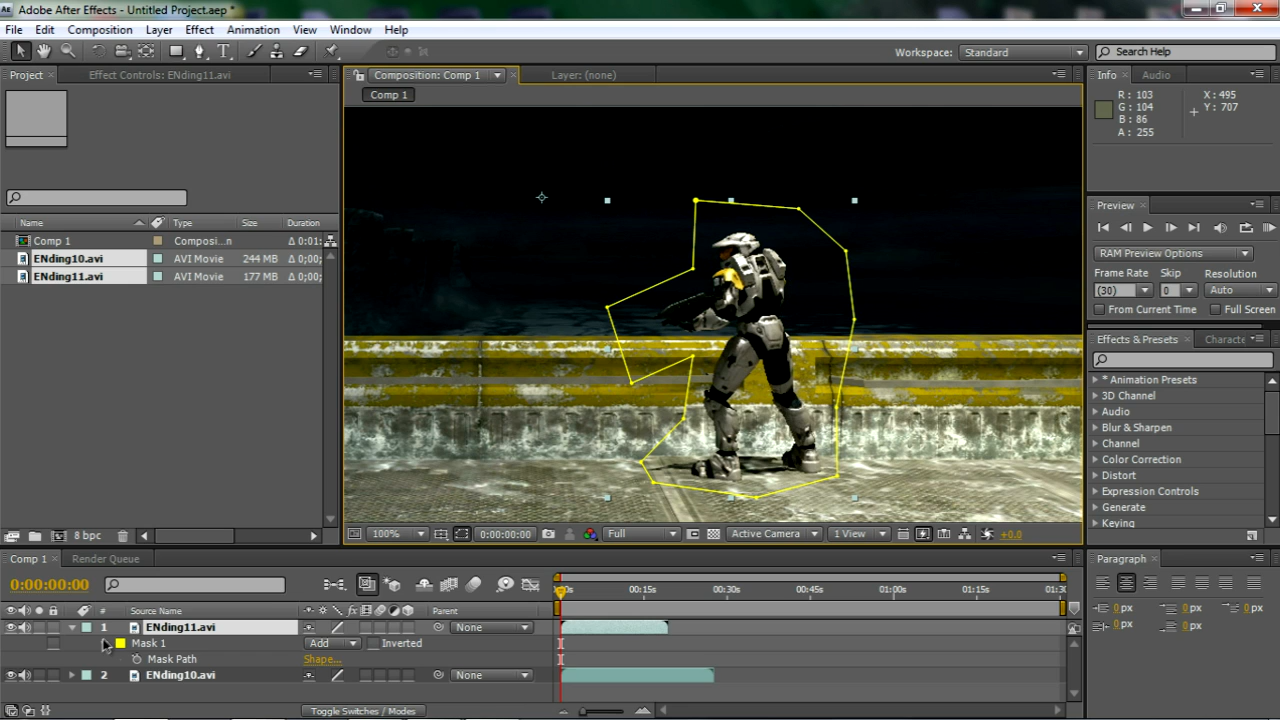 Adobe After Effects - Untitled Project.aep *
File Edit Composition Layer Effect Animation View Window Help
Workspace: Standard Search Help
Project Effect Controls: ENding11.avi Composition: Comp 1 Layer: (none) Info Audio
Comp 1
R : 103 X : 495
G : 104 Y : 707
B : 86
A : 255
Preview
Name Type Size Duration
Comp 1 Composi...n Δ 0:01:
ENding10.avi AVI Movie 244 MB Δ 0;00;
ENding11.avi AVI Movie 177 MB Δ 0;00;
RAM Preview Options
Frame Rate Skip Resolution
(30) 0 Auto
From Current Time Full Screen
Effects & Presets Characte
* Animation Presets
3D Channel
Audio
Blur & Sharpen
Channel
Color Correction
Distort
Expression Controls
Generate
Keying
8 bpc 100% 0:00:00:00 Full Active Camera 1 View +0.0
Comp 1 Render Queue Paragraph
0:00:00:00 00:15s 00:30s 00:45s 01:00s 01:15s 01:30
# Source Name Parent
0 px 0 px 0 px
0 px 0 px
1 ENding11.avi None
Mask 1 Add Inverted
Mask Path Shape...
2 ENding10.avi None
Toggle Switches / Modes